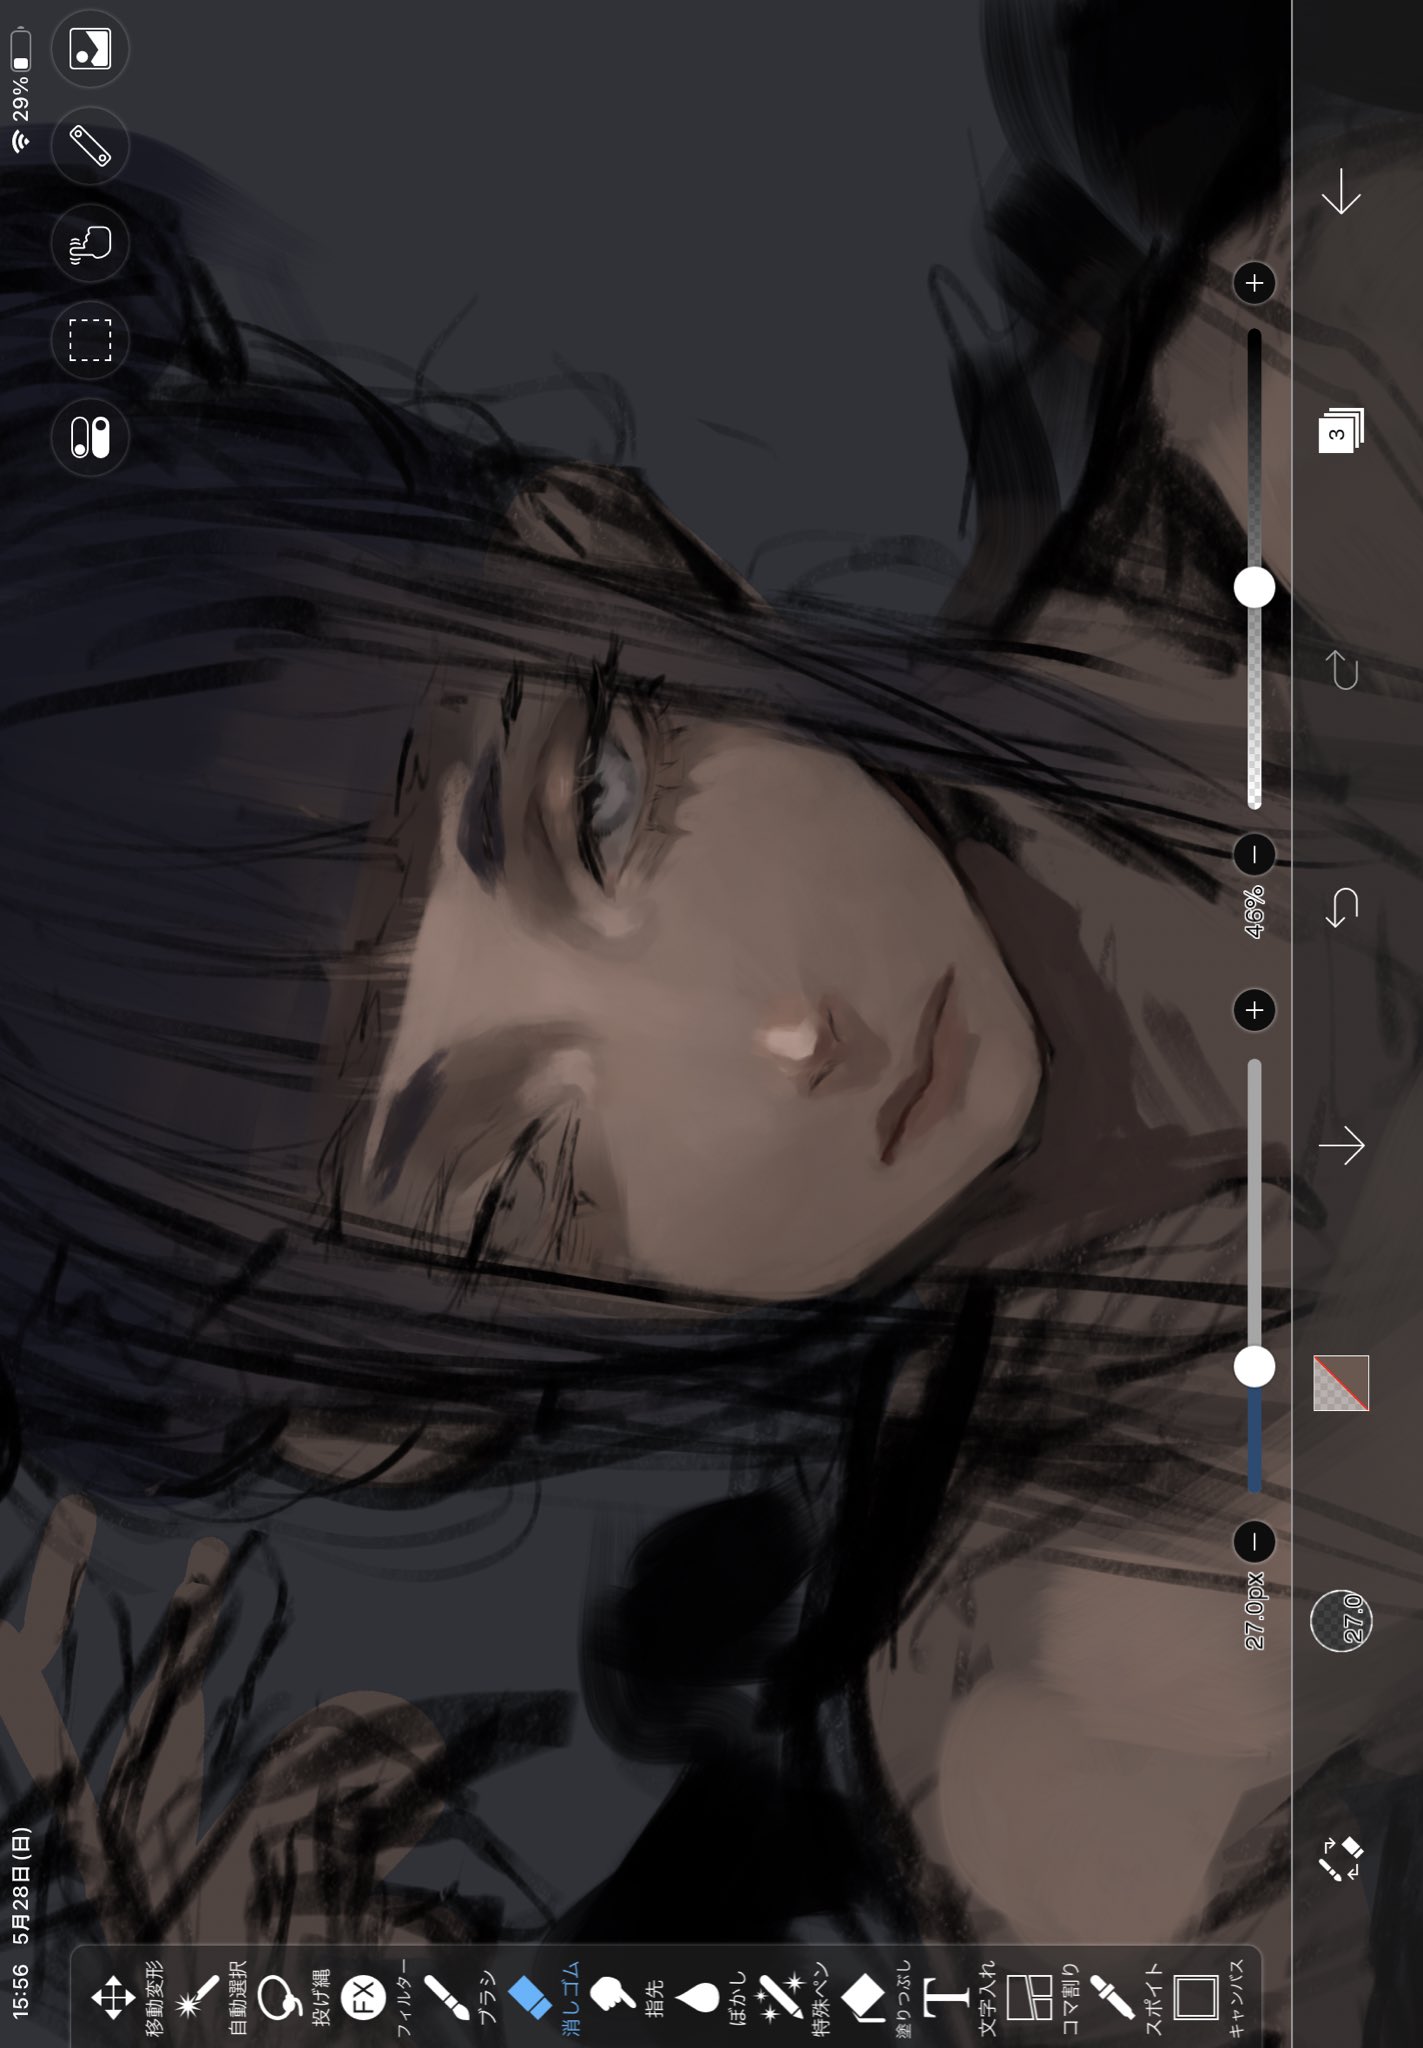 15:56 5月28日(日)
29%
移動変形
自動選択
投げ縄
FX
フィルター
ブラシ
消しゴム
指先
ぼかし
特殊ペン
塗りつぶし
T
文字入れ
コマ割り
スポイト
キャンバス
27.0px
46%
27.0
3